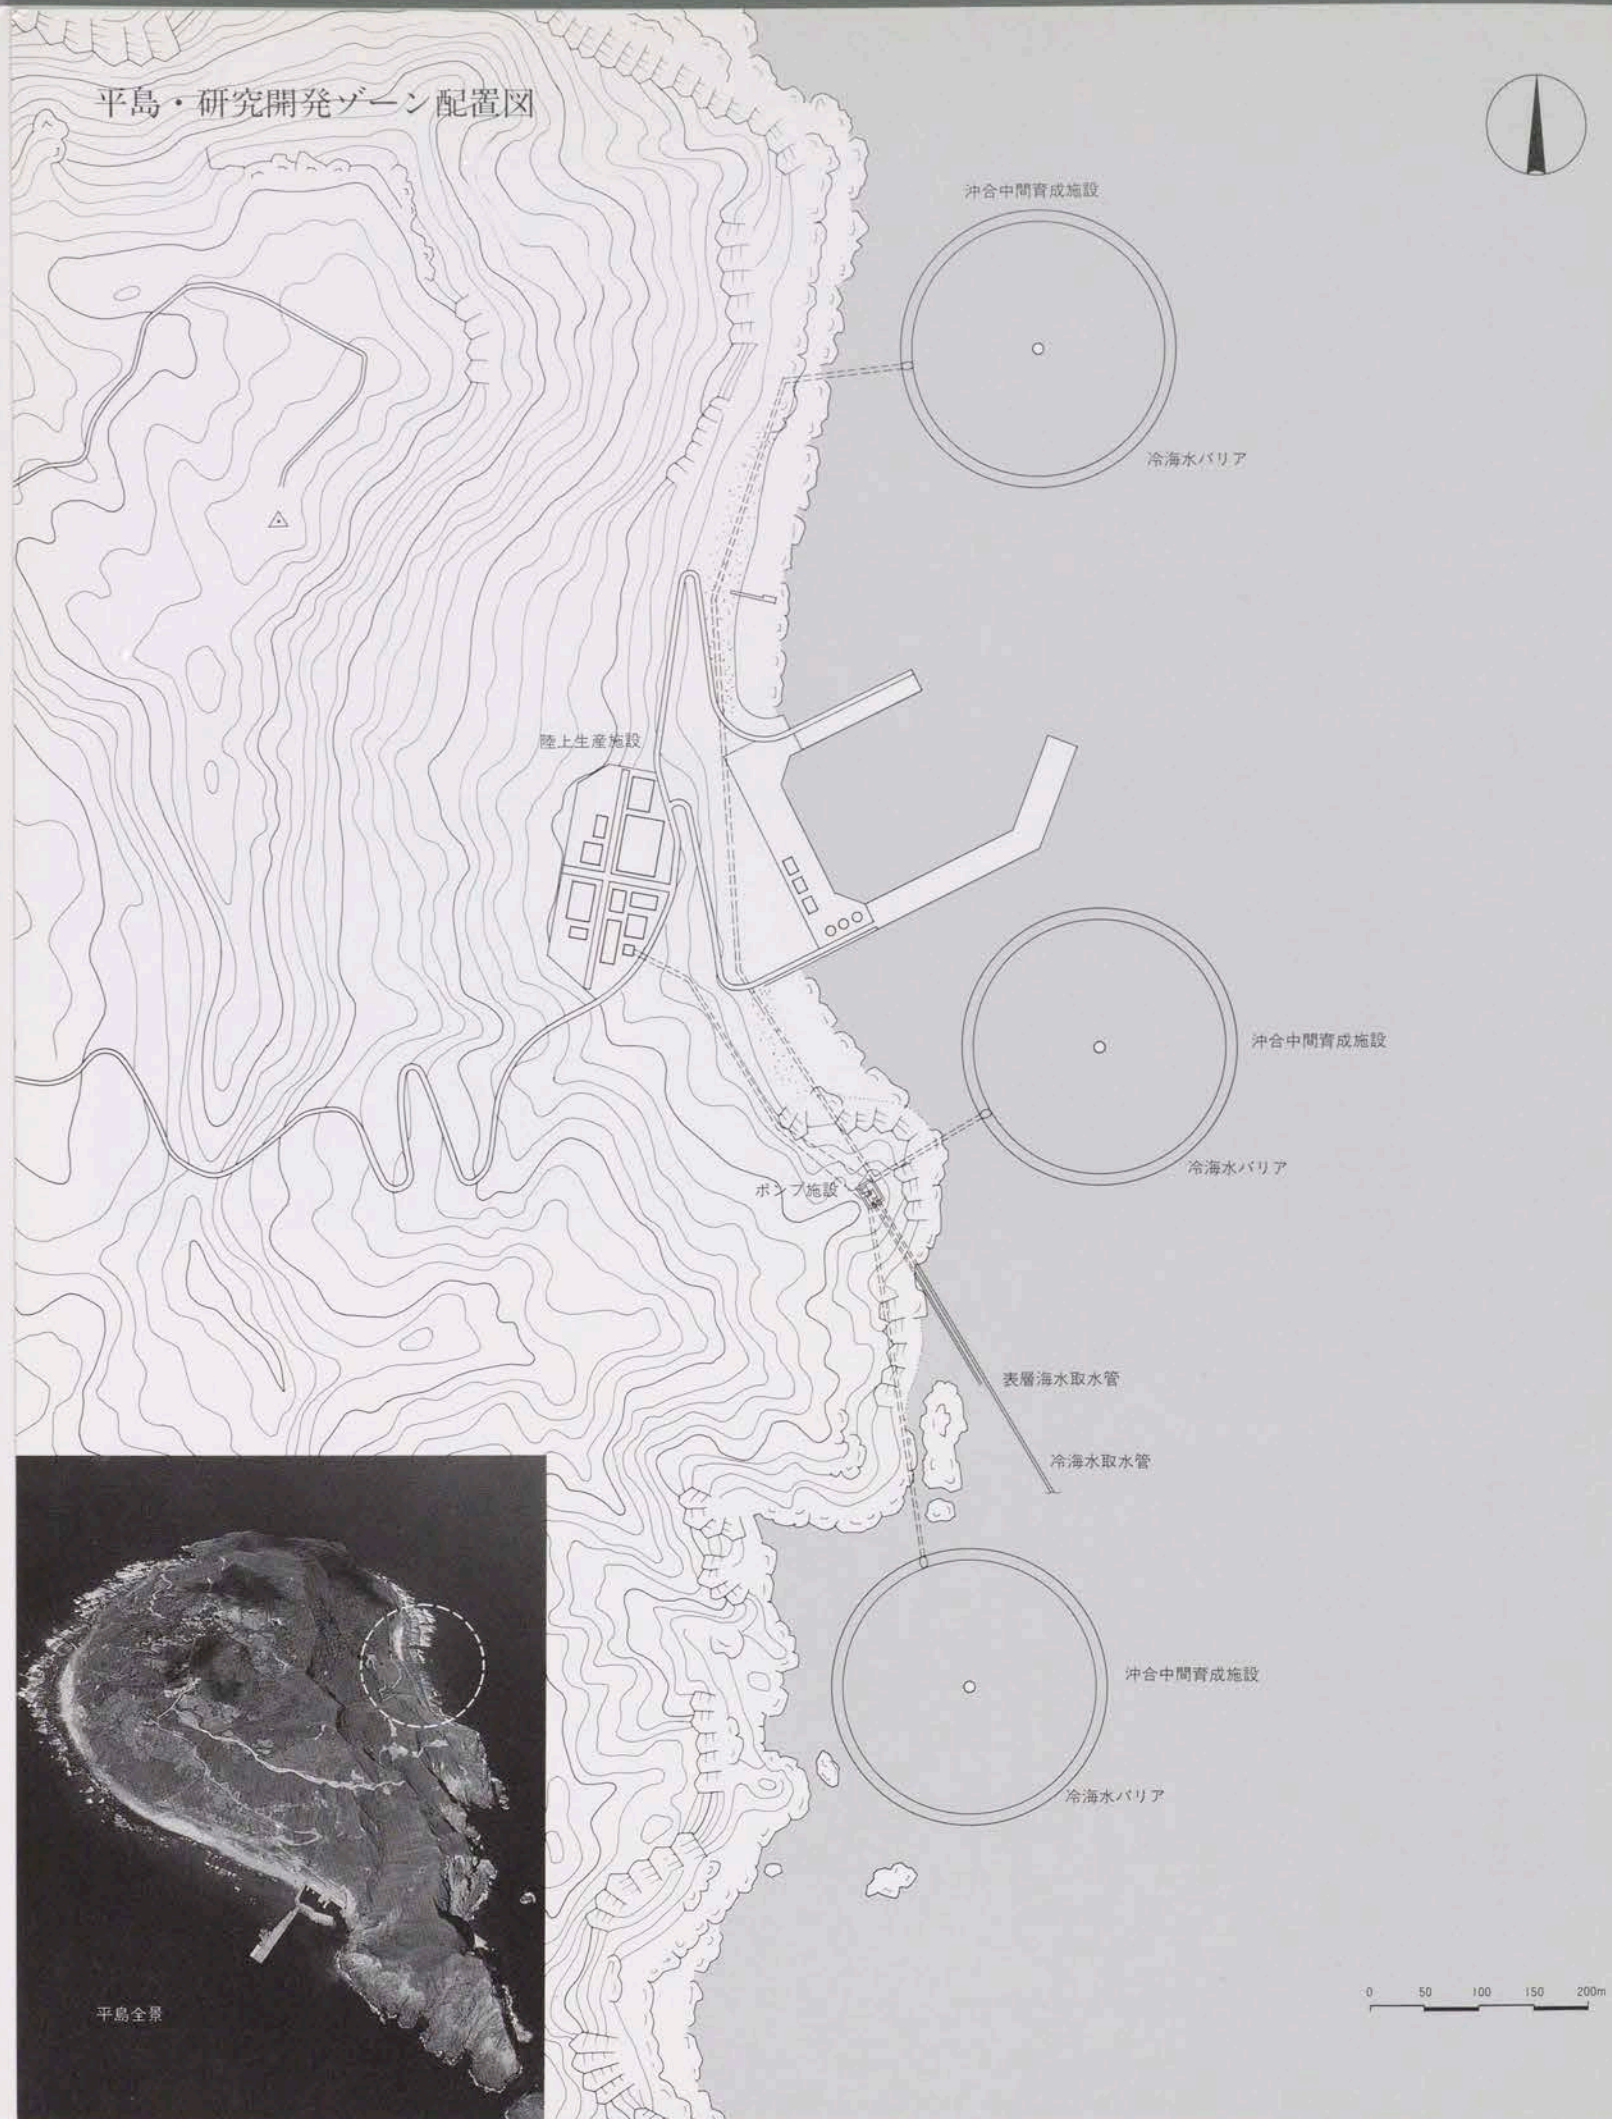 平島・研究開発ゾーン配置図
沖合中間育成施設
冷海水バリア
陸上生産施設
沖合中間育成施設
冷海水バリア
ポンプ施設
表層海水取水管
冷海水取水管
沖合中間育成施設
冷海水バリア
0 50 100 150 200m
平島全景